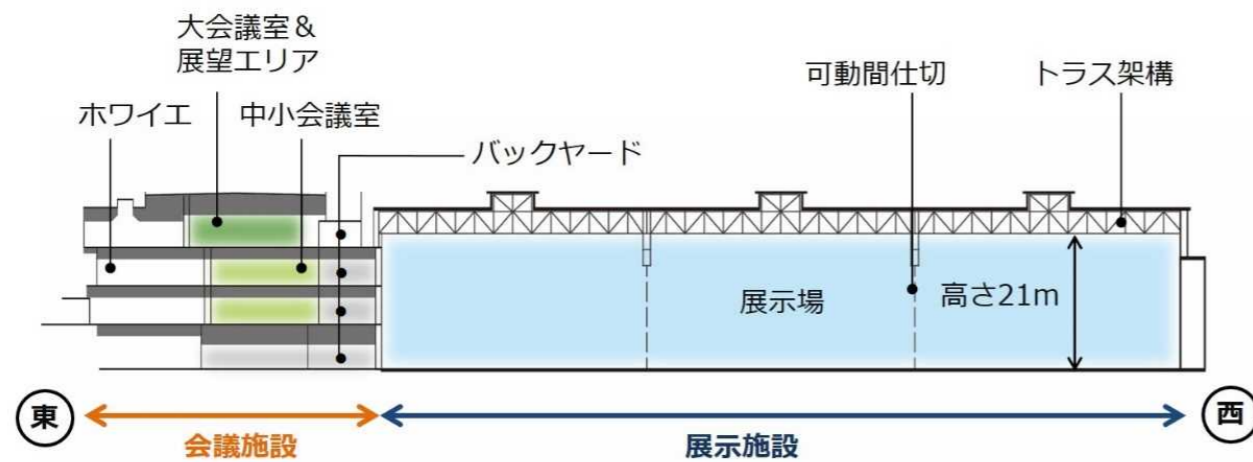 大会議室＆
展望エリア
ホワイエ
中小会議室
バックヤード
可動間仕切
トラス架構
展示場
高さ21m
東
西
会議施設
展示施設